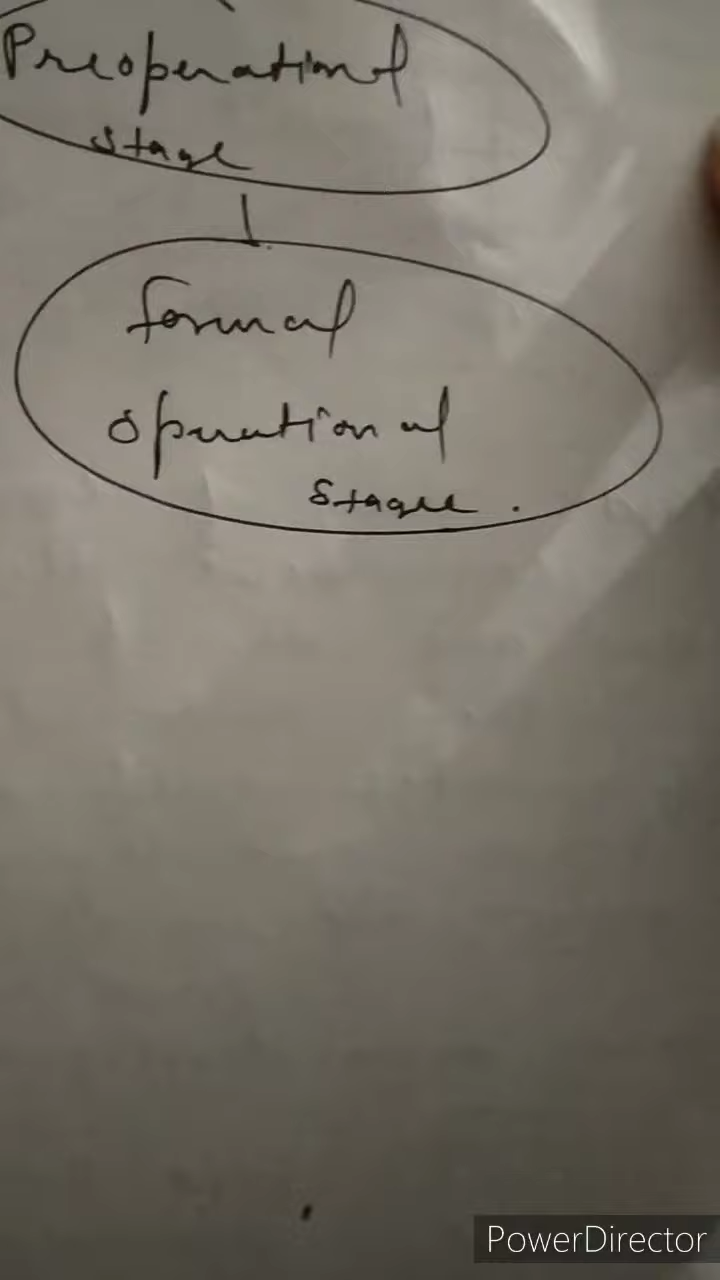 Preoperational
stage
formal
operational
stage.
PowerDirector